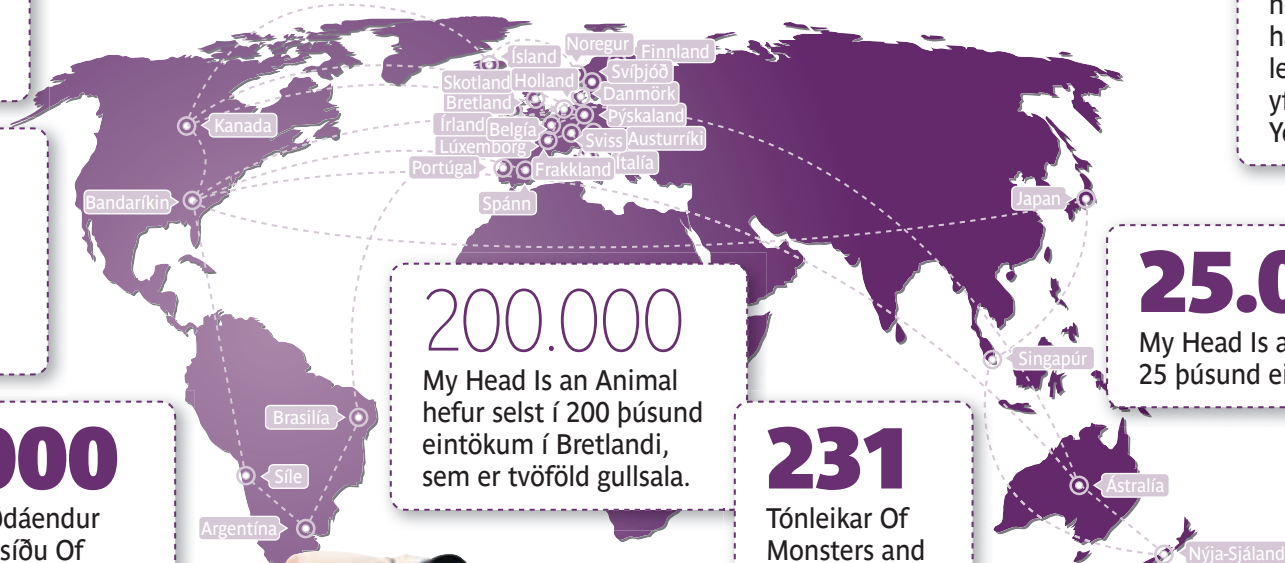 Ísland
Noregur
Finnland
Skotland
Holland
Svíþjóð
Bretland
Danmörk
Írland
Belgía
Þýskaland
Lúxemborg
Sviss
Austurríki
Portúgal
Frakkland
Ítalía
Spánn
Kanada
Bandaríkin
Japan
Singapúr
Brasilía
Síle
Argentína
Ástralía
Nýja-Sjáland
200.000
My Head Is an Animal
hefur selst í 200 þúsund
eintökum í Bretlandi,
sem er tvöföld gullsala.
25.0
My Head Is a
25 þúsund ei
000
ðdáendur
síðu Of
231
Tónleikar Of
Monsters and